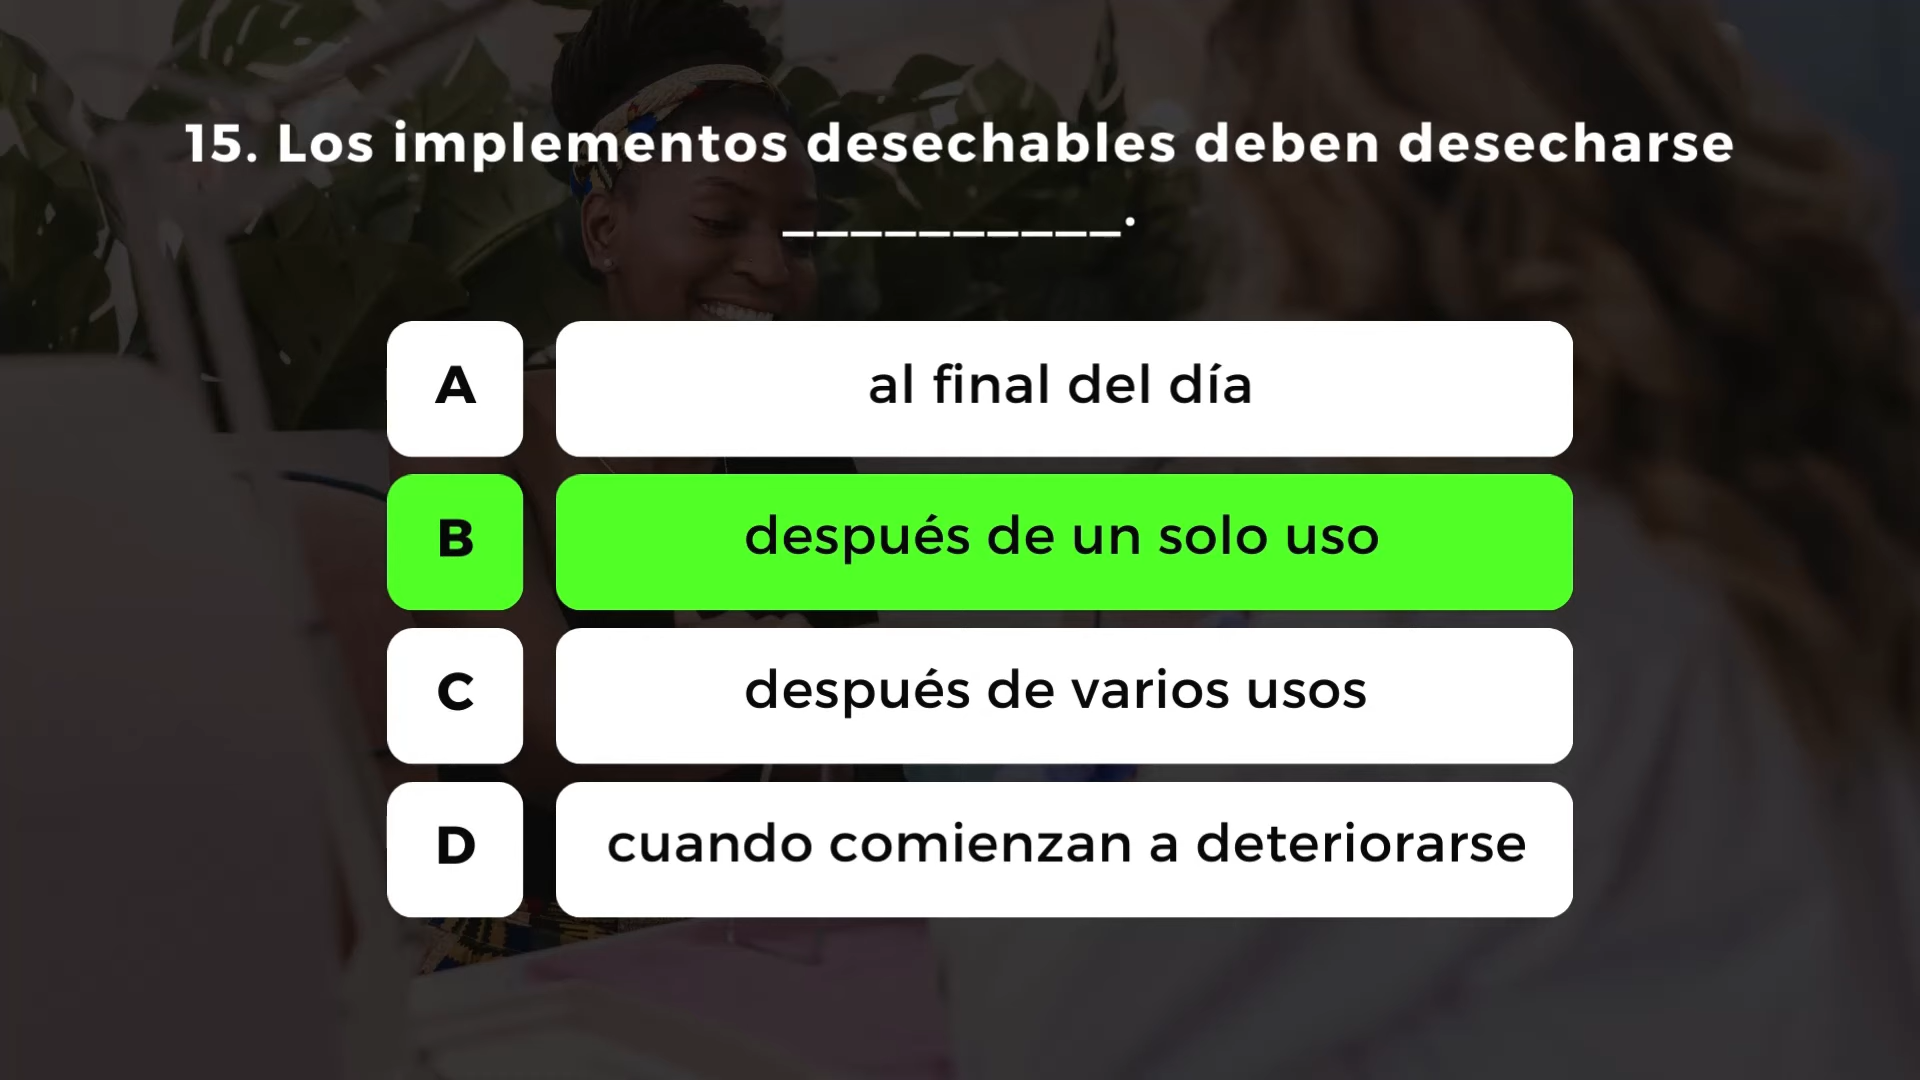 15. Los implementos desechables deben desecharse
__________.
A
al final del día
B
después de un solo uso
C
después de varios usos
D
cuando comienzan a deteriorarse